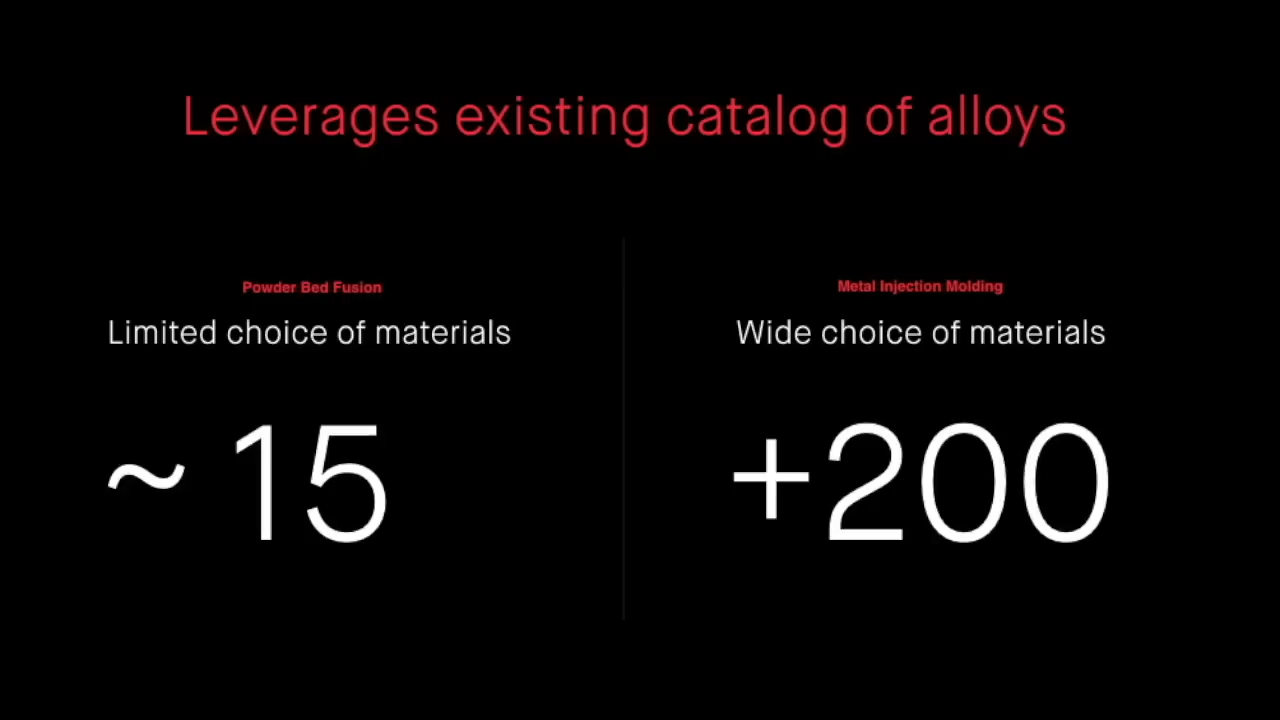 Leverages existing catalog of alloys
Powder Bed Fusion
Limited choice of materials
~ 15
Metal Injection Molding
Wide choice of materials
+200